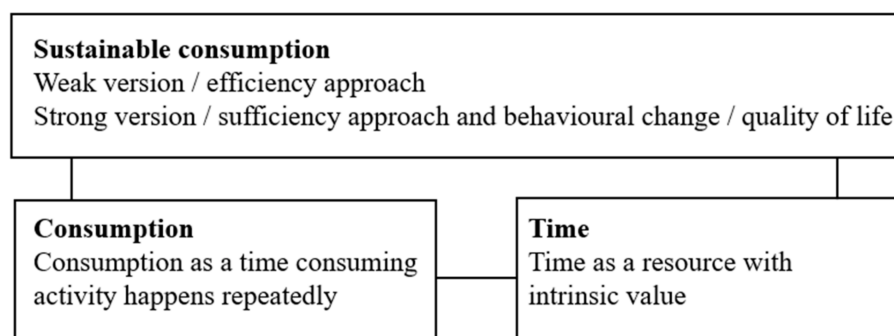 Sustainable consumption
Weak version / efficiency approach
Strong version / sufficiency approach and behavioural change / quality of life
Consumption
Consumption as a time consuming
activity happens repeatedly
Time
Time as a resource with
intrinsic value